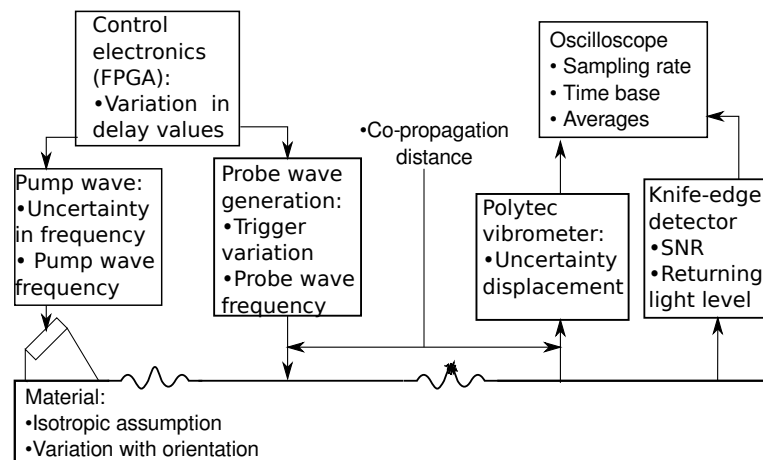 Control
electronics
(FPGA):
•Variation in
delay values
Oscilloscope
• Sampling rate
• Time base
• Averages
•Co-propagation
distance
Pump wave:
•Uncertainty
in frequency
• Pump wave
frequency
Probe wave
generation:
•Trigger
variation
•Probe wave
frequency
Polytec
vibrometer:
•Uncertainty
displacement
Knife-edge
detector
•SNR
•Returning
light level
Material:
•Isotropic assumption
•Variation with orientation